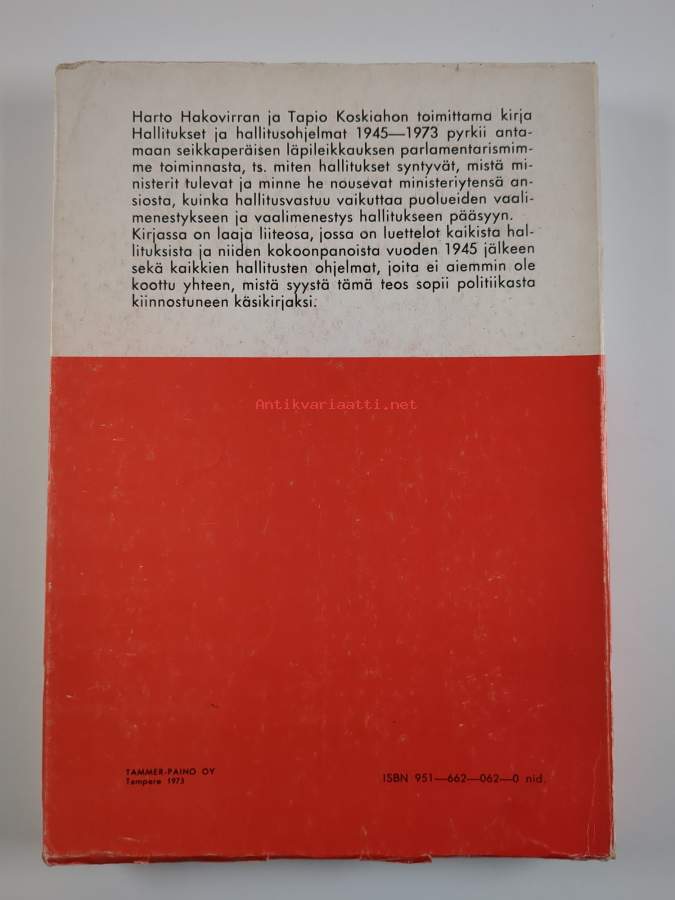 Harto Hakovirran ja Tapio Koskiahon toimittama kirja
Hallitukset ja hallitusohjelmat 1945—1973 pyrkii anta-
maan seikkaperäisen läpileikkauksen parlamentarismim-
me toiminnasta, ts. miten hallitukset syntyvät, mistä mi-
nisterit tulevat ja minne he nousevat ministeriytensä an-
siosta, kuinka hallitusvastuu vaikuttaa puolueiden vaali-
menestykseen ja vaalimenestys hallitukseen pääsyyn.
Kirjassa on laaja liiteosa, jossa on luettelot kaikista hal-
lituksista ja niiden kokoonpanoista vuoden 1945 jälkeen
sekä kaikkien hallitusten ohjelmat, joita ei aiemmin ole
koottu yhteen, mistä syystä tämä teos sopii politiikasta
kiinnostuneen käsikirjaksi.
Antikvariaatti.net
TAMMER-PAINO OY
Tampere 1973
ISBN 951—662—062—0 nid.